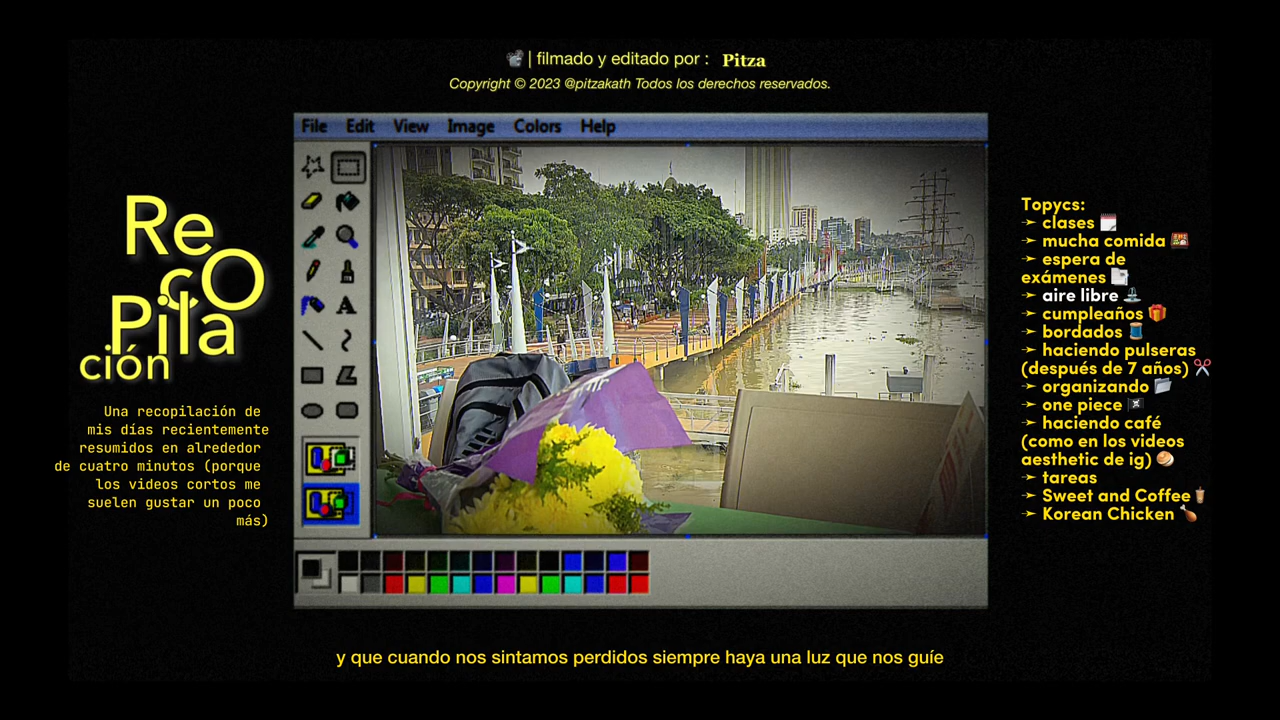 📽 | filmado y editado por : Pitza
Copyright © 2023 @pitzakath Todos los derechos reservados.
File Edit View Image Colors Help
Re
cO
Pila
ción
Una recopilación de
mis días recientemente
resumidos en alrededor
de cuatro minutos (porque
los videos cortos me
suelen gustar un poco
más)
Topycs:
➛ clases 🗓
➛ mucha comida 🍱
➛ espera de
exámenes 📑
➛ aire libre ⛲
➛ cumpleaños 🎁
➛ bordados 🧵
➛ haciendo pulseras
(después de 7 años) ✂️
➛ organizando 📂
➛ one piece 🏴‍☠️
➛ haciendo café
(como en los videos
aesthetic de ig)
➛ tareas
➛ Sweet and Coffee🧋
➛ Korean Chicken 🍗
y que cuando nos sintamos perdidos siempre haya una luz que nos guíe